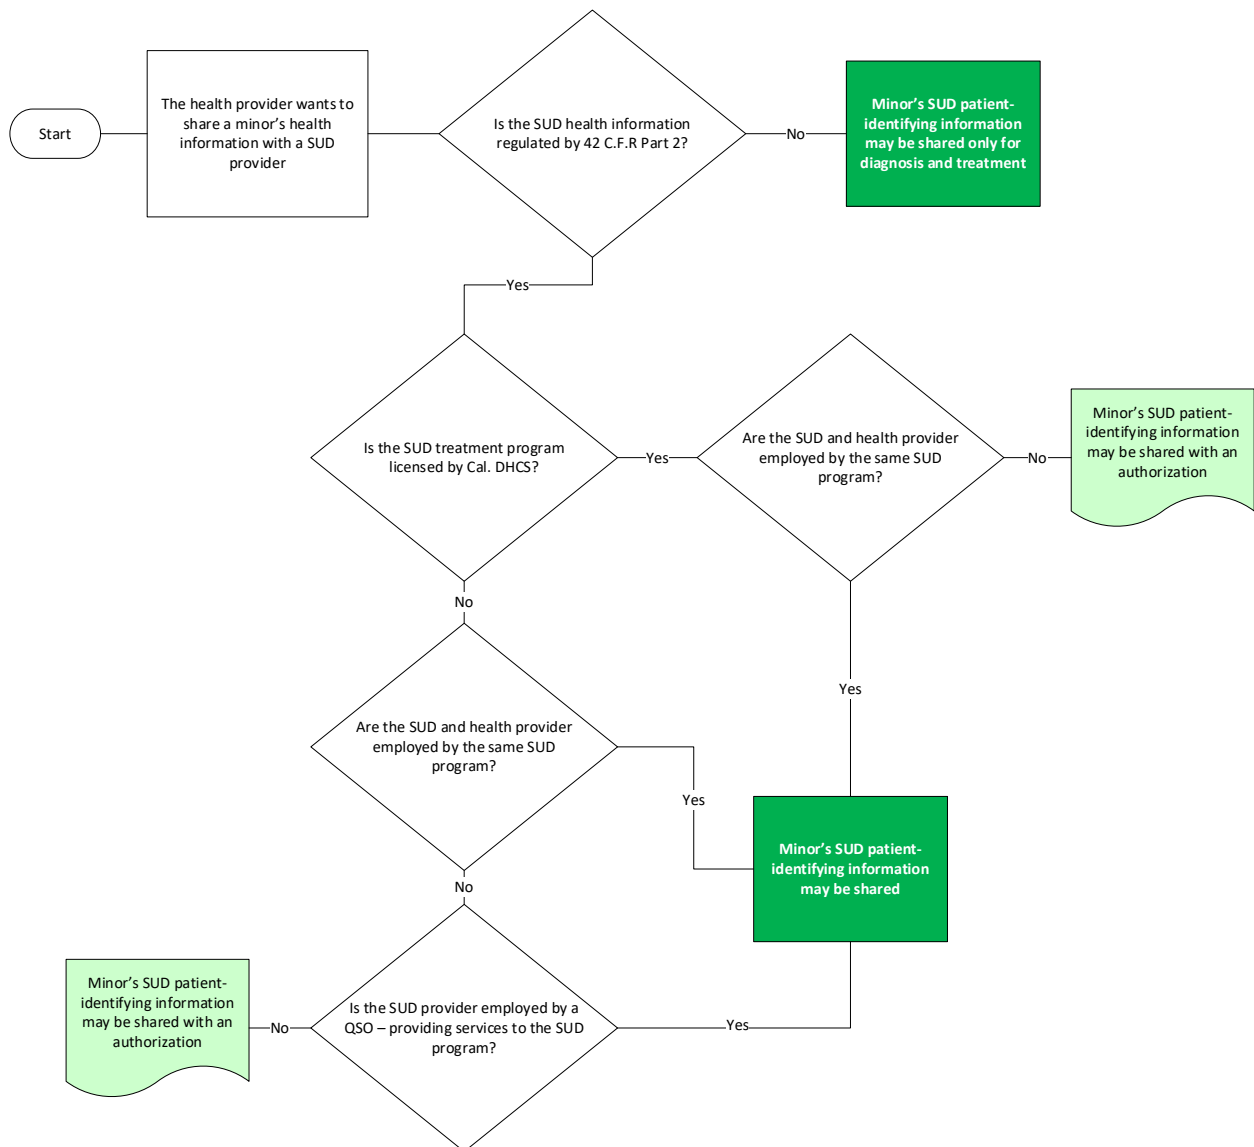 Start
The health provider wants to
share a minor’s health
information with a SUD
provider
Is the SUD health information
regulated by 42 C.F.R Part 2?
No
Minor’s SUD patient-
identifying information
may be shared only for
diagnosis and treatment
Yes
Is the SUD treatment program
licensed by Cal. DHCS?
Yes
Are the SUD and health provider
employed by the same SUD
program?
No
Minor’s SUD patient-
identifying information
may be shared with an
authorization
No
Yes
Are the SUD and health provider
employed by the same SUD
program?
Yes
Minor’s SUD patient-
identifying information
may be shared
No
Minor’s SUD patient-
identifying information
may be shared with an
authorization
No
Is the SUD provider employed by a
QSO – providing services to the SUD
program?
Yes